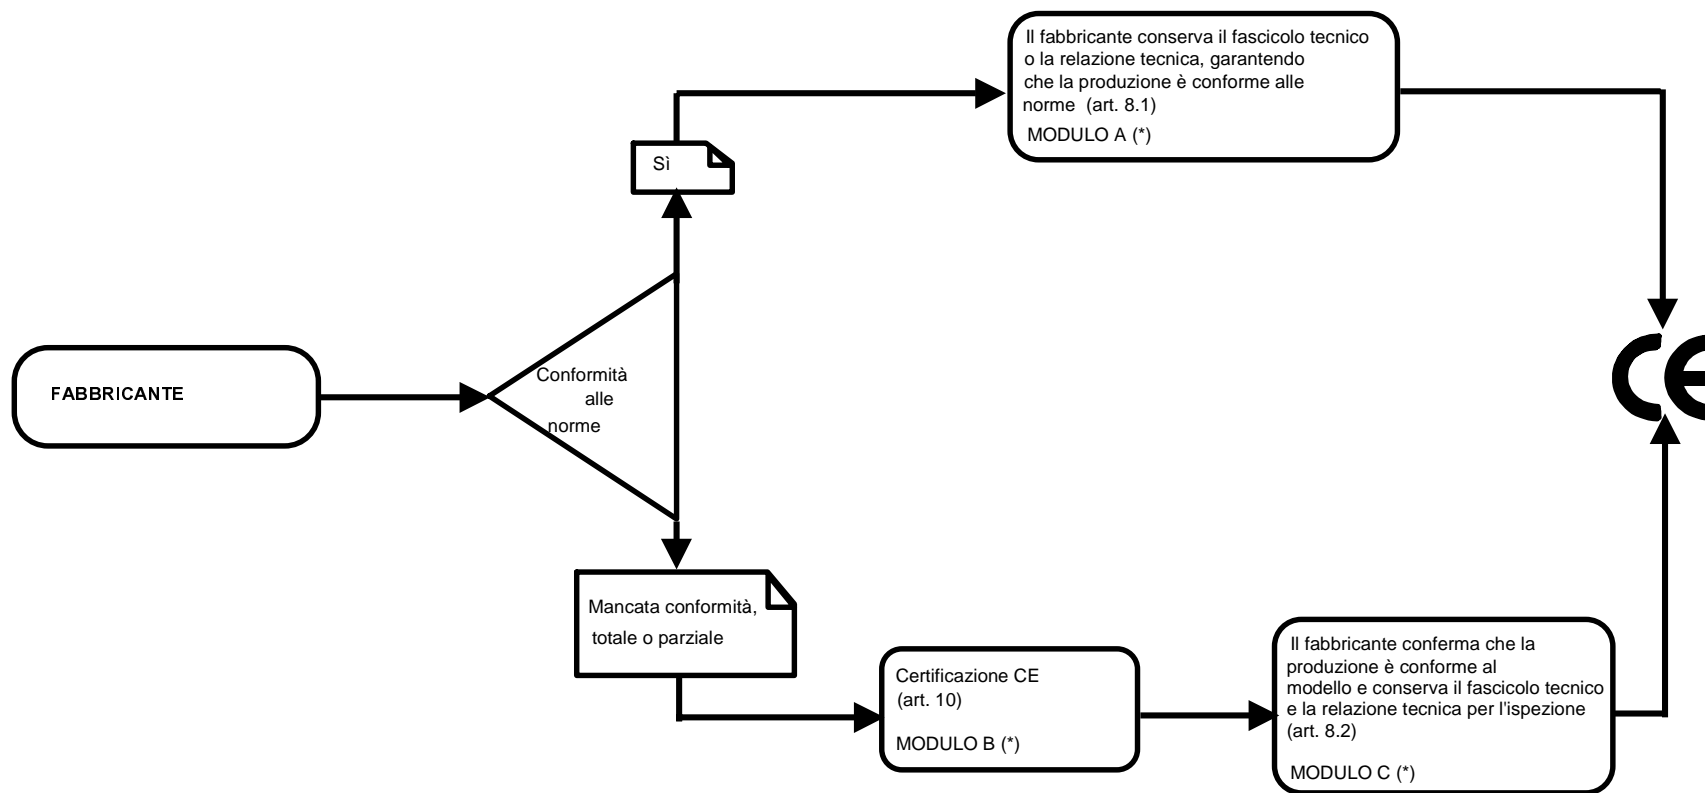 Il fabbricante conserva il fascicolo tecnico
o la relazione tecnica, garantendo
che la produzione è conforme alle
norme (art. 8.1)
MODULO A (*)
Sì
FABBRICANTE
Conformità
alle
norme
CE
Mancata conformità,
totale o parziale
Certificazione CE
(art. 10)
MODULO B (*)
Il fabbricante conferma che la
produzione è conforme al
modello e conserva il fascicolo tecnico
e la relazione tecnica per l'ispezione
(art. 8.2)
MODULO C (*)